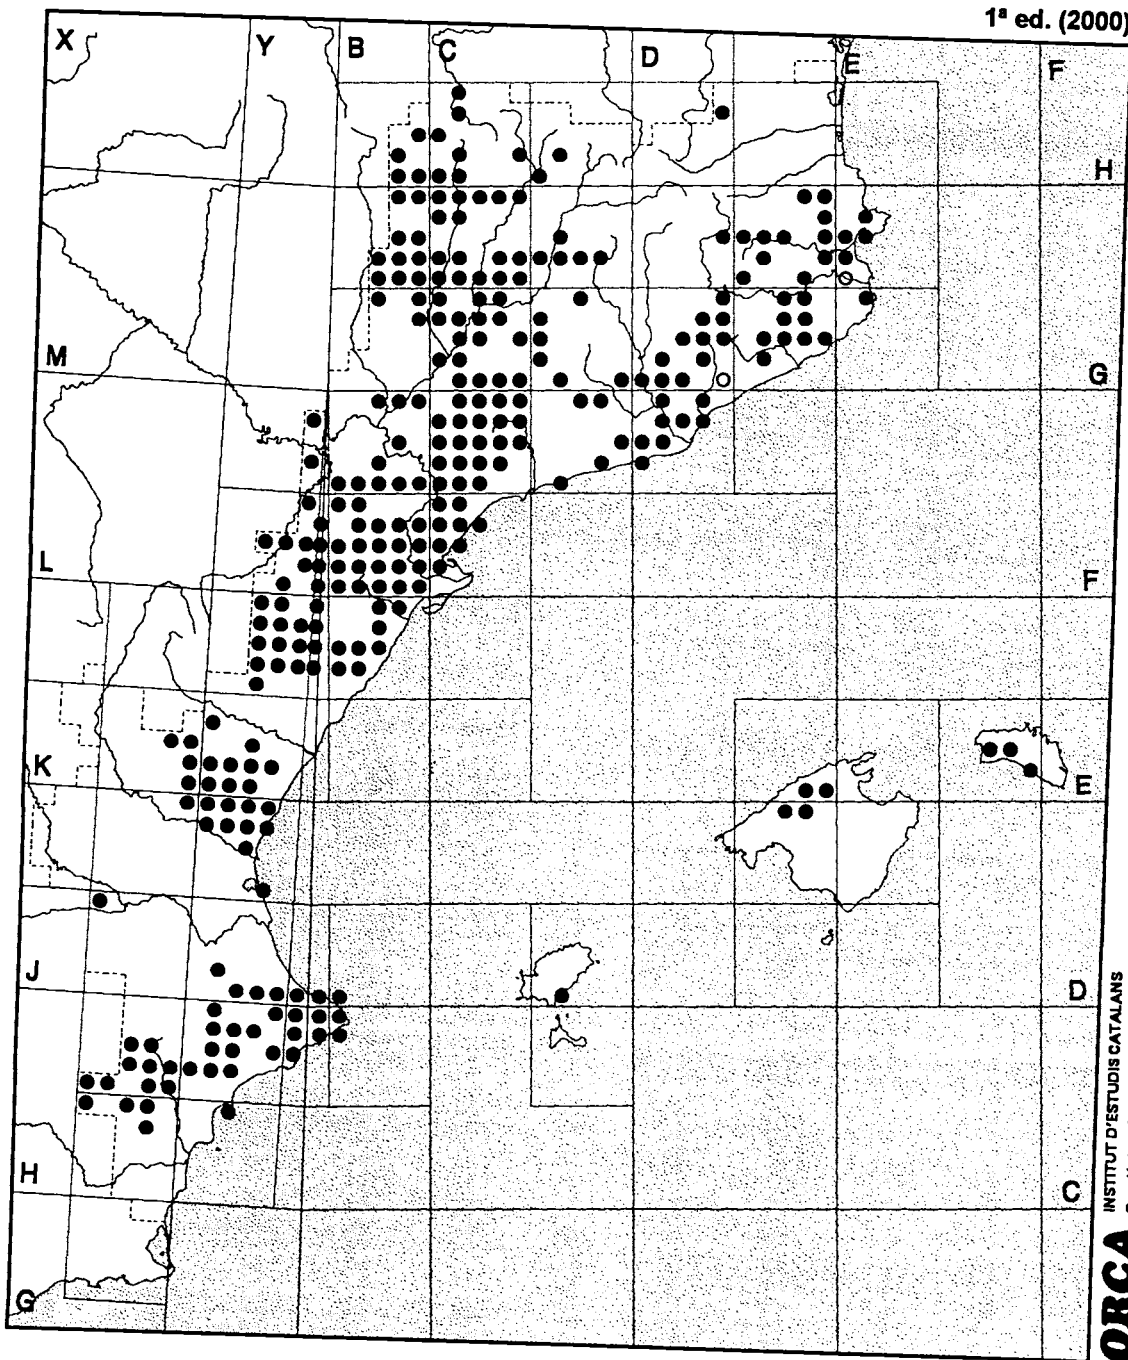 1ª ed. (2000)
X Y B C D E F
H
M G
L F
K E
J D
H C
G
ORCA INSTITUT D'ESTUDIS CATALANS